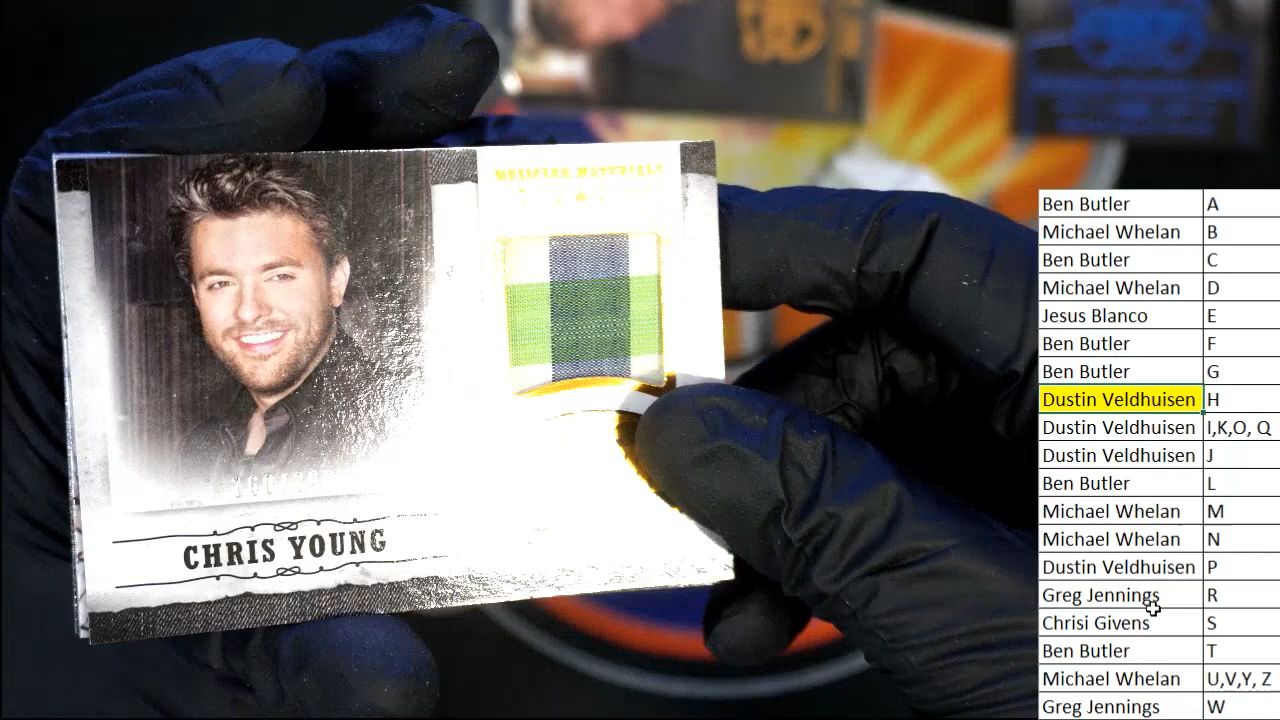 MUSICIAN MATERIALS
CHRIS YOUNG
Ben Butler A
Michael Whelan B
Ben Butler C
Michael Whelan D
Jesus Blanco E
Ben Butler F
Ben Butler G
Dustin Veldhuisen H
Dustin Veldhuisen I,K,O, Q
Dustin Veldhuisen J
Ben Butler L
Michael Whelan M
Michael Whelan N
Dustin Veldhuisen P
Greg Jennings R
Chrisi Givens S
Ben Butler T
Michael Whelan U,V,Y, Z
Greg Jennings W